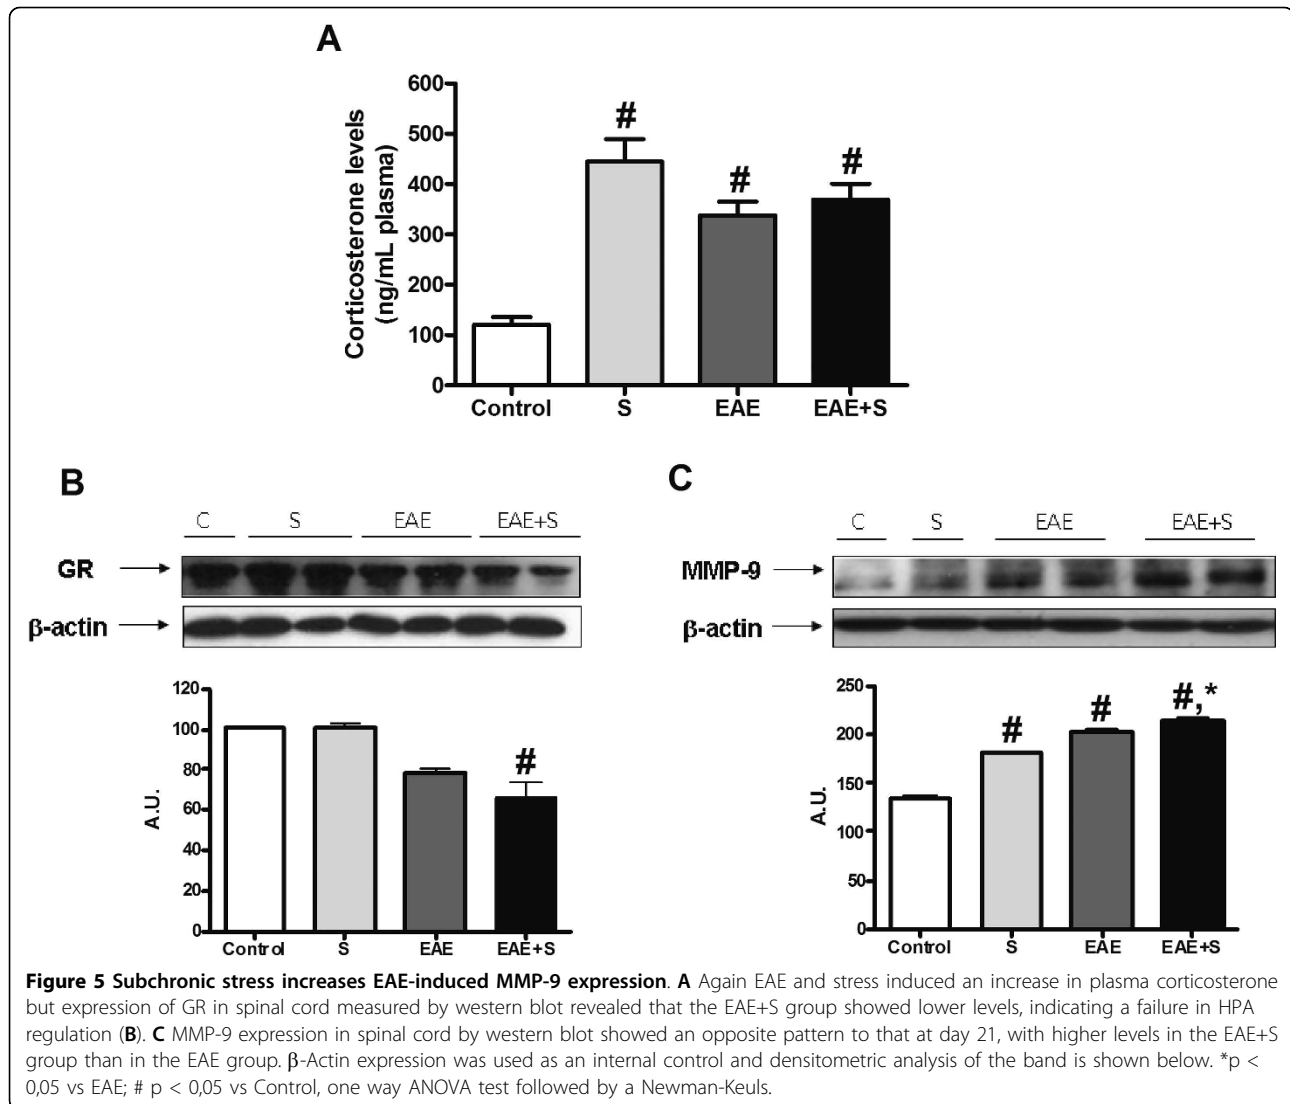 A
Corticosterone levels
(ng/mL plasma)
600
500
400
300
200
100
0
#
#
#
Control S EAE EAE+S
B
C S EAE EAE+S
GR
β-actin
A.U.
120
100
80
60
40
20
0
#
Control S EAE EAE+S
C
C S EAE EAE+S
MMP-9
β-actin
A.U.
250
200
150
100
50
0
#
#
#,*
Control S EAE EAE+S
Figure 5 Subchronic stress increases EAE-induced MMP-9 expression. A Again EAE and stress induced an increase in plasma corticosterone
but expression of GR in spinal cord measured by western blot revealed that the EAE+S group showed lower levels, indicating a failure in HPA
regulation (B). C MMP-9 expression in spinal cord by western blot showed an opposite pattern to that at day 21, with higher levels in the EAE+S
group than in the EAE group. β-Actin expression was used as an internal control and densitometric analysis of the band is shown below. *p <
0,05 vs EAE; # p < 0,05 vs Control, one way ANOVA test followed by a Newman-Keuls.